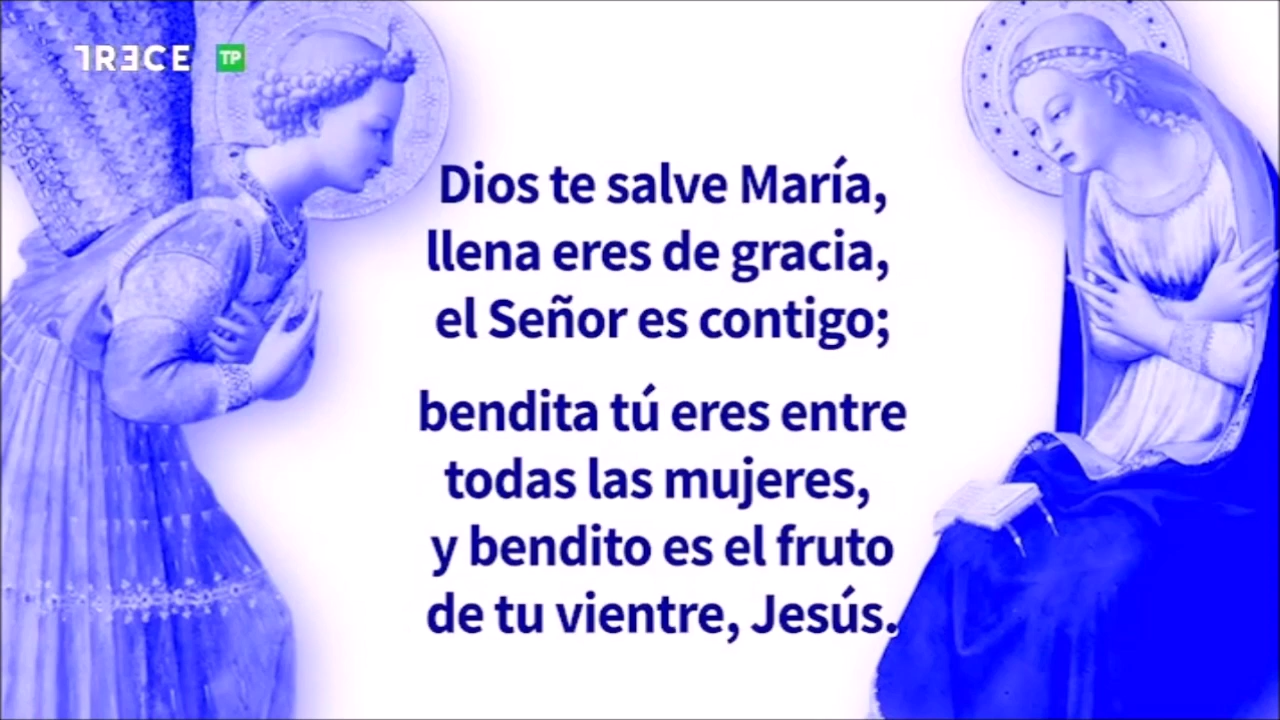 TRECE TP
Dios te salve María,
llena eres de gracia,
el Señor es contigo;
bendita tú eres entre
todas las mujeres,
y bendito es el fruto
de tu vientre, Jesús.